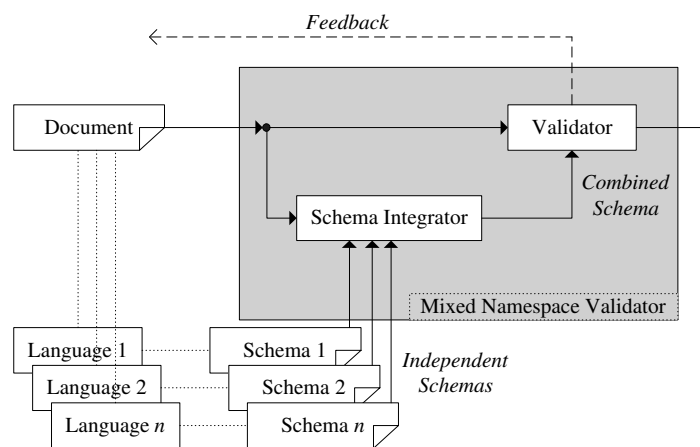 Feedback
Document
Validator
Combined
Schema
Schema Integrator
Mixed Namespace Validator
Language 1
Schema 1
Independent
Schemas
Language 2
Schema 2
Language n
Schema n